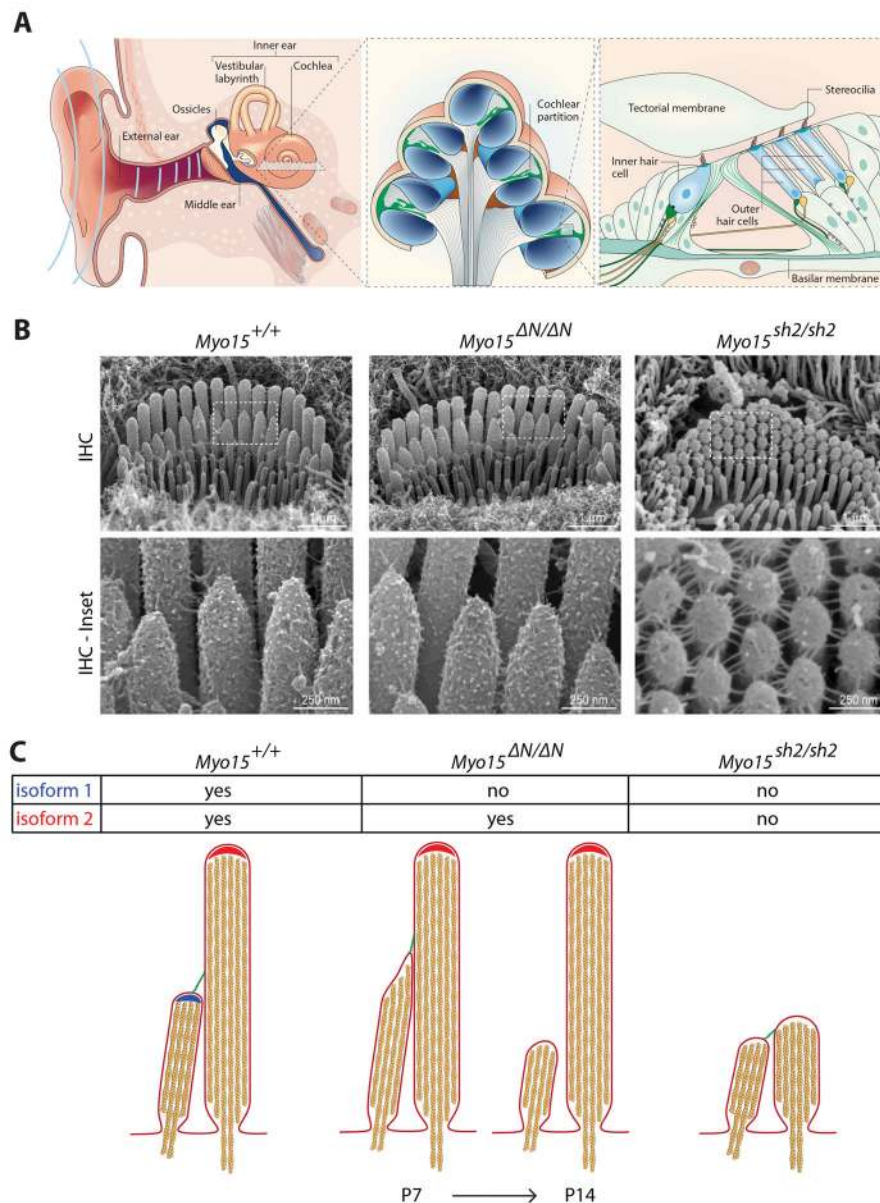 A
Inner ear
Vestibular
labyrinth
Cochlea
Ossicles
External ear
Middle ear
Cochlear
partition
Tectorial membrane
Stereocilia
Inner hair
cell
Outer
hair cells
Basilar membrane
B
Myo15+/+
Myo15ΔN/ΔN
Myo15sh2/sh2
IHC
1 µm
1 µm
1 µm
IHC - Inset
250 nm
250 nm
250 nm
C
Myo15+/+
Myo15ΔN/ΔN
Myo15sh2/sh2
isoform 1 yes no no
isoform 2 yes yes no
P7 P14